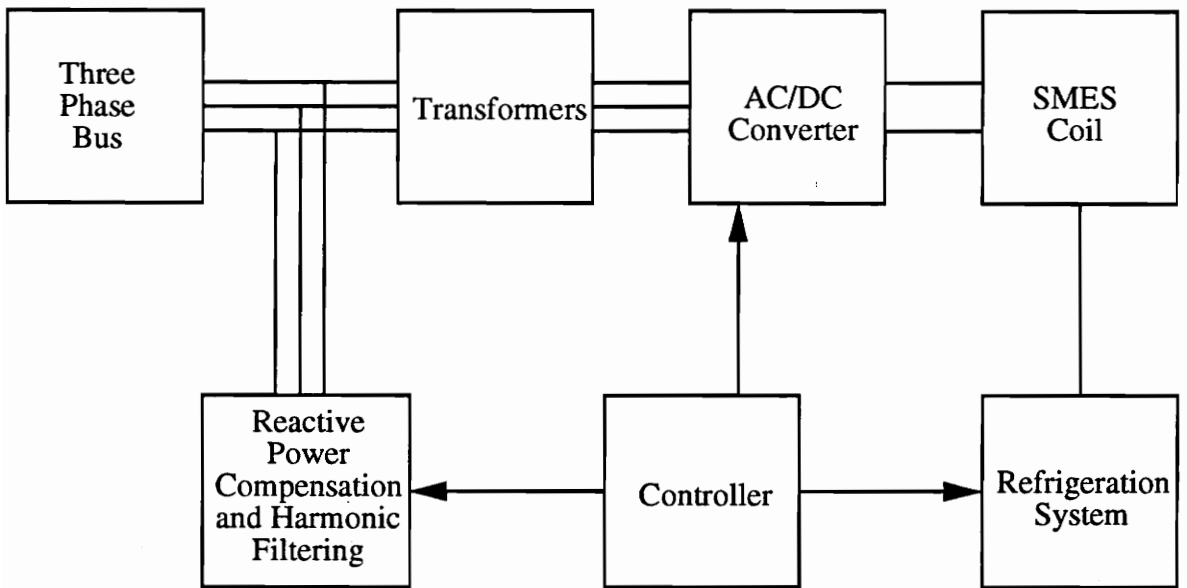 Three
Phase
Bus
Transformers
AC/DC
Converter
SMES
Coil
Reactive
Power
Compensation
and Harmonic
Filtering
Controller
Refrigeration
System